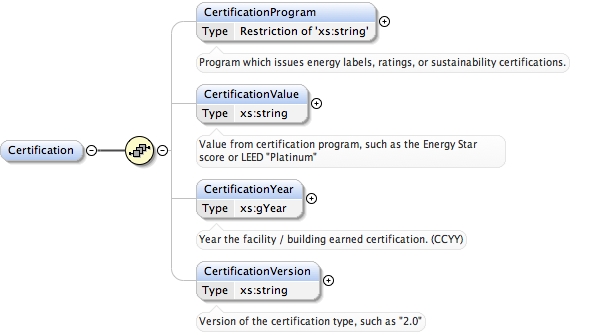 CertificationProgram
Type Restriction of 'xs:string'
Program which issues energy labels, ratings, or sustainability certifications.
CertificationValue
Type xs:string
Value from certification program, such as the Energy Star
score or LEED "Platinum"
Certification
CertificationYear
Type xs:gYear
Year the facility / building earned certification. (CCYY)
CertificationVersion
Type xs:string
Version of the certification type, such as "2.0"